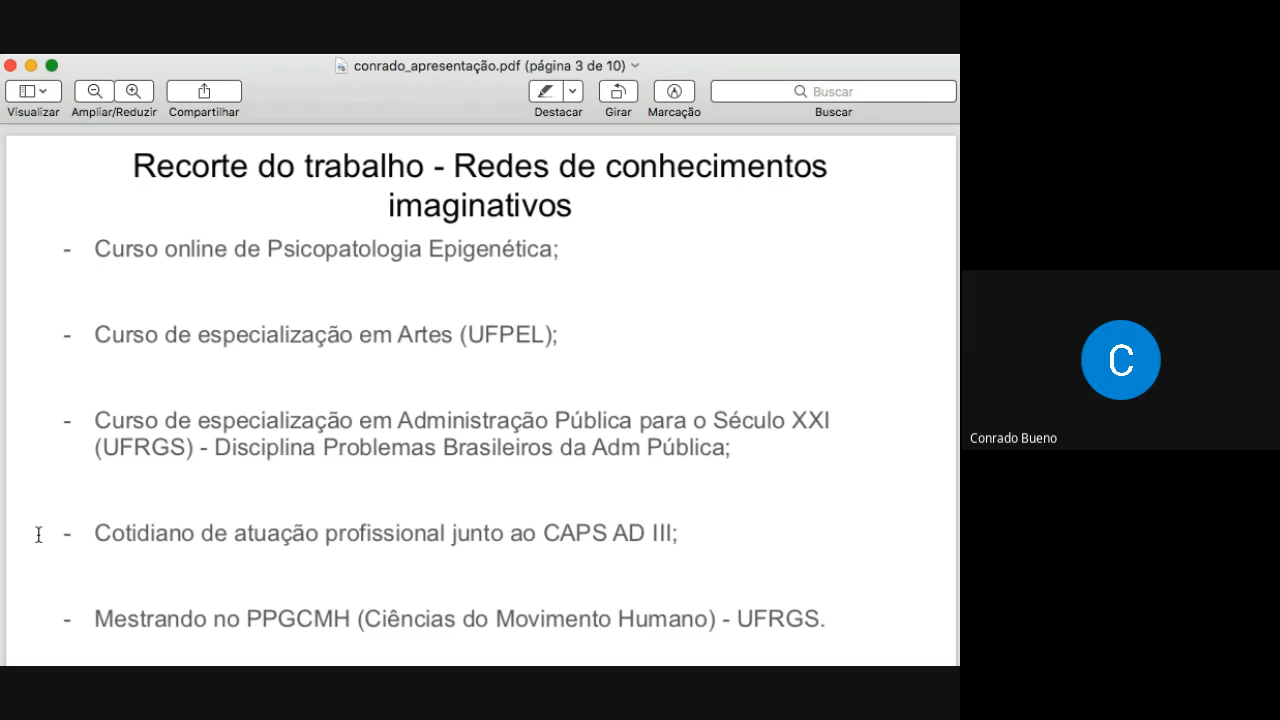 conrado_apresentação.pdf (página 3 de 10)
Buscar
Visualizar Ampliar/Reduzir Compartilhar Destacar Girar Marcação Buscar
Recorte do trabalho - Redes de conhecimentos
imaginativos
- Curso online de Psicopatologia Epigenética;
- Curso de especialização em Artes (UFPEL);
- Curso de especialização em Administração Pública para o Século XXI
(UFRGS) - Disciplina Problemas Brasileiros da Adm Pública;
- Cotidiano de atuação profissional junto ao CAPS AD III;
- Mestrando no PPGCMH (Ciências do Movimento Humano) - UFRGS.
C
Conrado Bueno